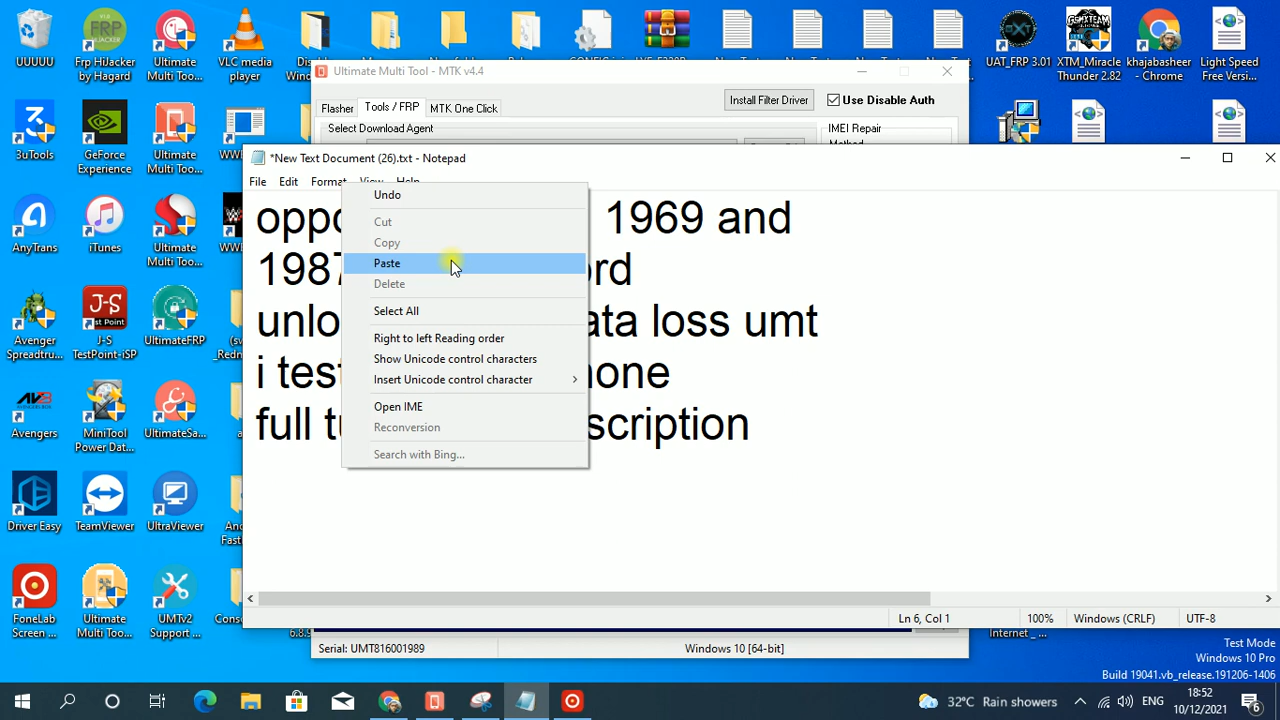 UUUUU
Frp HiJacker
by Hagard
Ultimate
Multi Too...
VLC media
player
UAT_FRP 3.01
XTM_Miracle
Thunder 2.82
khajabasheer
- Chrome
Light Speed
Free Versi...
Ultimate Multi Tool - MTK v4.4
Flasher
Tools / FRP
MTK One Click
Install Filter Driver
Use Disable Auth
Select Download Agent
IMEI Repair
3uTools
GeForce
Experience
Ultimate
Multi Too...
*New Text Document (26).txt - Notepad
File
Edit
Format
View
Help
1969 and
1987
unlo
ata loss umt
i test
full
Undo
Cut
Copy
Paste
Delete
Select All
Right to left Reading order
Show Unicode control characters
Insert Unicode control character
Open IME
Reconversion
Search with Bing...
AnyTrans
iTunes
Ultimate
Multi Too...
Avenger
Spreadtru...
J-S
TestPoint-iSP
UltimateFRP
Avengers
MiniTool
Power Dat...
UltimateSa...
Driver Easy
TeamViewer
UltraViewer
FoneLab
Screen ...
Ultimate
Multi Too...
UMTv2
Support ...
6.8.9
Ln 6, Col 1
100%
Windows (CRLF)
UTF-8
Internet _ ...
Serial: UMT816001989
Windows 10 [64-bit]
Test Mode
Windows 10 Pro
Build 19041.vb_release.191206-1406
32°C Rain showers
ENG
18:52
10/12/2021
6